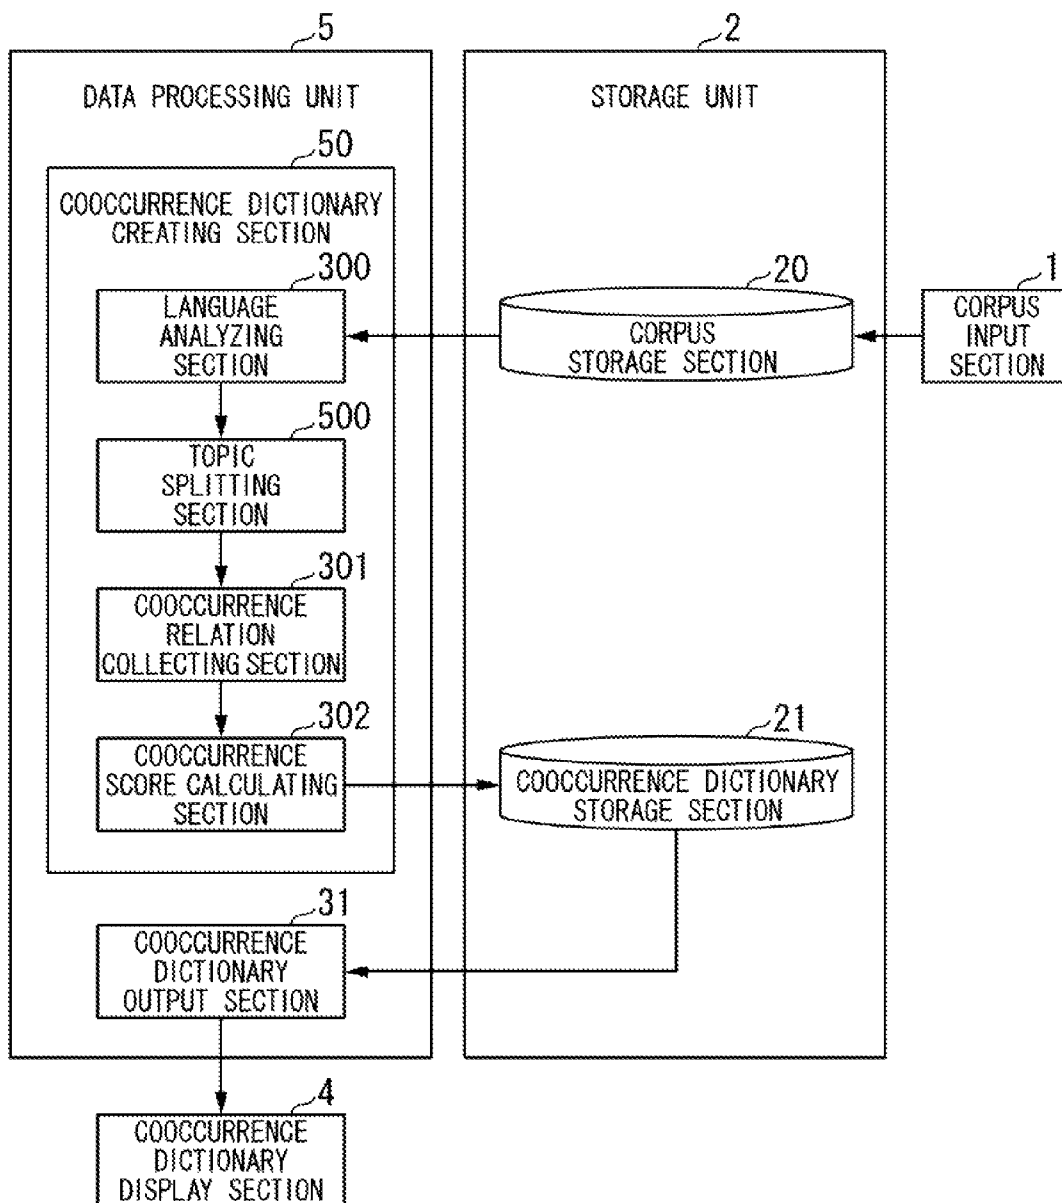 5
2
DATA PROCESSING UNIT
STORAGE UNIT
50
COOCCURRENCE DICTIONARY
CREATING SECTION
300
LANGUAGE
ANALYZING
SECTION
20
CORPUS
STORAGE SECTION
1
CORPUS
INPUT
SECTION
500
TOPIC
SPLITTING
SECTION
301
COOCCURRENCE
RELATION
COLLECTING SECTION
302
COOCCURRENCE
SCORE CALCULATING
SECTION
21
COOCCURRENCE DICTIONARY
STORAGE SECTION
31
COOCCURRENCE
DICTIONARY
OUTPUT SECTION
4
COOCCURRENCE
DICTIONARY
DISPLAY SECTION